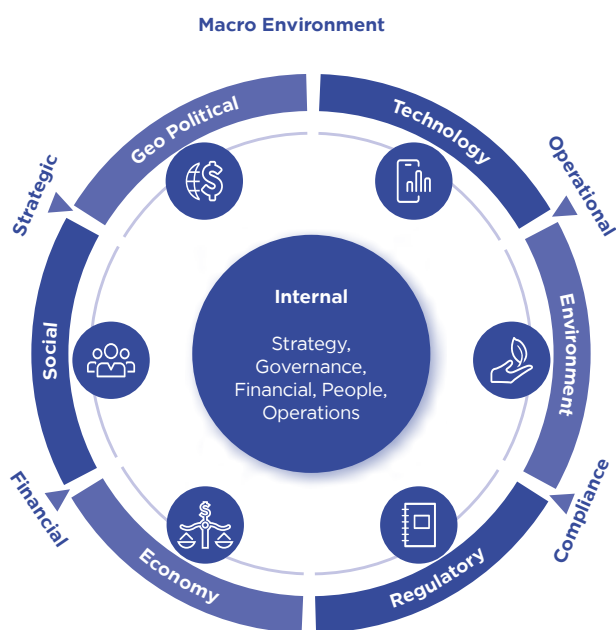 Macro Environment
Geo Political
Technology
Strategic
Operational
Internal
Strategy,
Governance,
Financial, People,
Operations
Social
Environment
Financial
Compliance
Economy
Regulatory